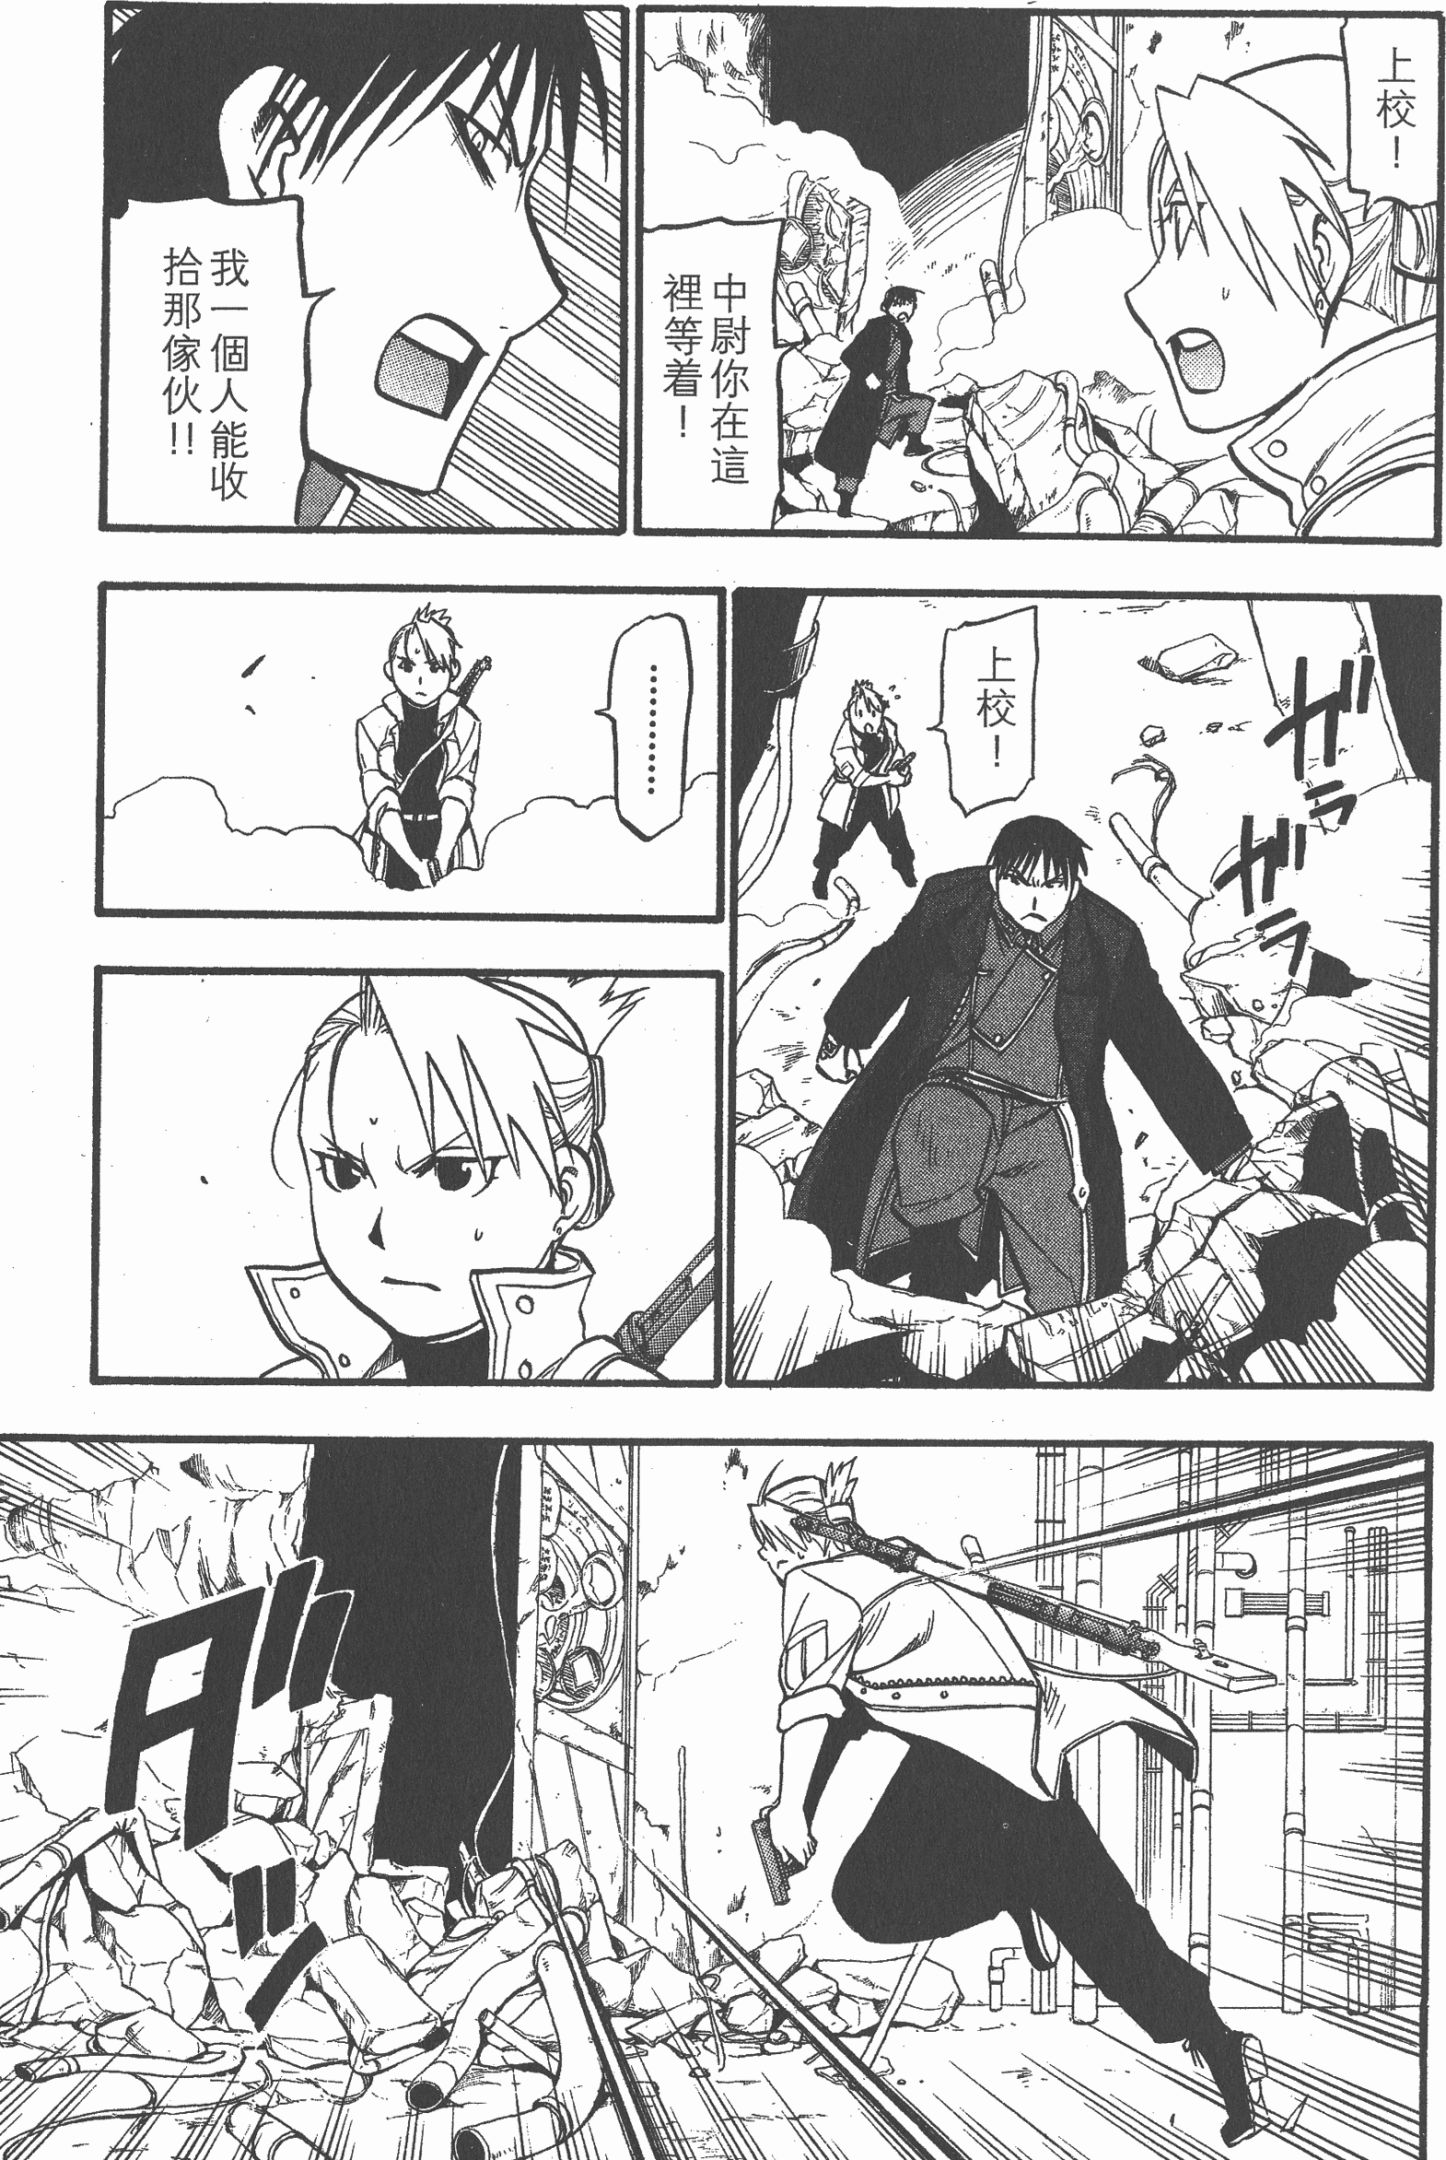 上校！
中尉你在這
裡等着！
我一個人能收
拾那傢伙!!
上校！
ガラ
ガラ
………
ダッ